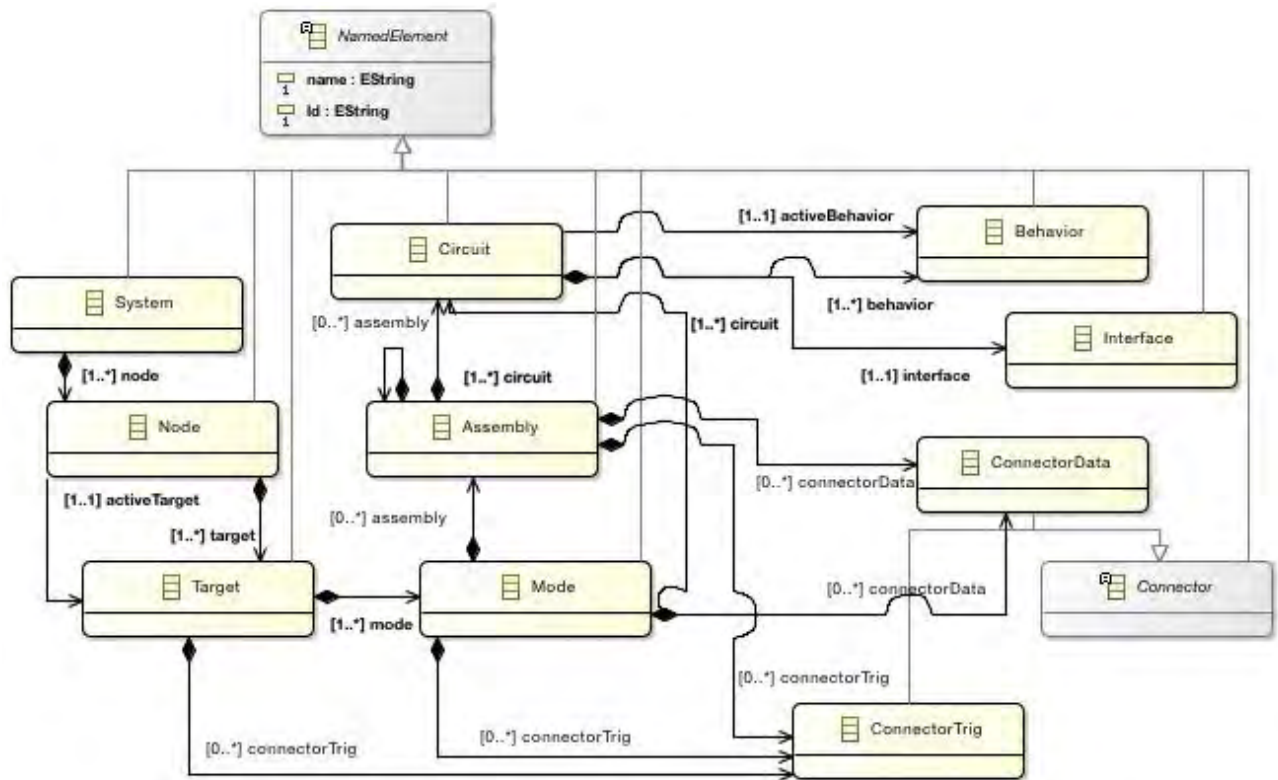 NamedElement
name : EString
1
Id : EString
1
[1..1] activeBehavior
Circuit
Behavior
System
[0..*] assembly
[1..*] circuit
[1..*] behavior
Interface
[1..*] node
[1..*] circuit
[1..1] interface
Node
Assembly
ConnectorData
[1..1] activeTarget
[0..*] connectorData
[0..*] assembly
[1..*] target
Target
Mode
[0..*] connectorData
Connector
[1..*] mode
[0..*] connectorTrig
ConnectorTrig
[0..*] connectorTrig
[0..*] connectorTrig